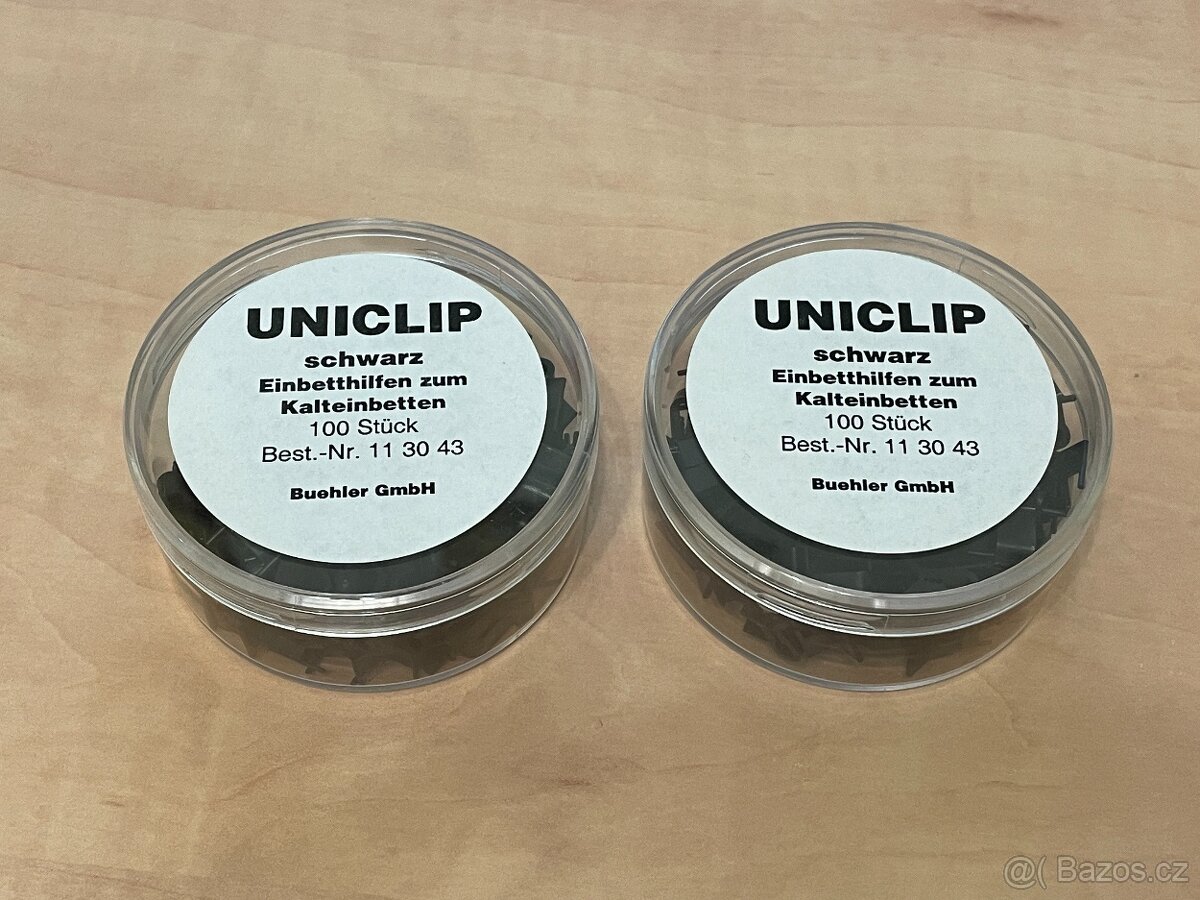 UNICLIP
schwarz
Einbetthilfen zum
Kalteinbetten
100 Stück
Best.-Nr. 11 30 43
Buehler GmbH
UNICLIP
schwarz
Einbetthilfen zum
Kalteinbetten
100 Stück
Best.-Nr. 11 30 43
Buehler GmbH
@( Bazos.cz